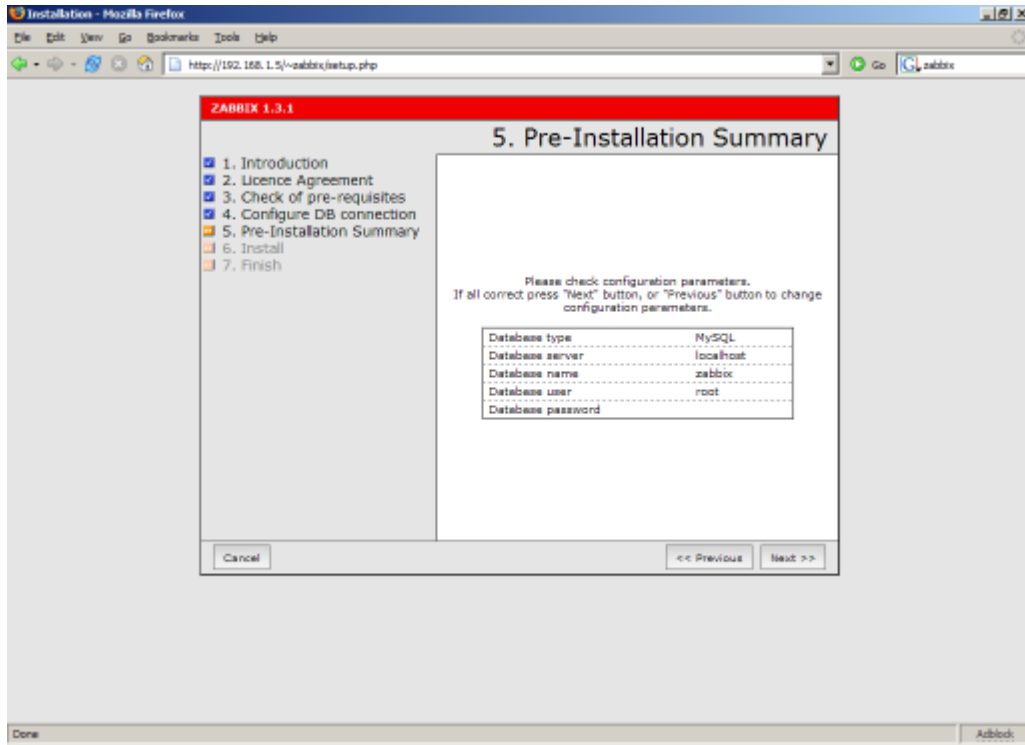 Installation - Mozilla Firefox
File Edit View Go Bookmarks Tools Help
http://192.168.1.5/~zabbix/setup.php Go zabbix
ZABBIX 1.3.1
5. Pre-Installation Summary
1. Introduction
2. Licence Agreement
3. Check of pre-requisites
4. Configure DB connection
5. Pre-Installation Summary
6. Install
7. Finish
Please check configuration parameters.
If all correct press "Next" button, or "Previous" button to change
configuration parameters.
Database type MySQL
Database server localhost
Database name zabbix
Database user root
Database password
Cancel << Previous Next >>
Done Adblock